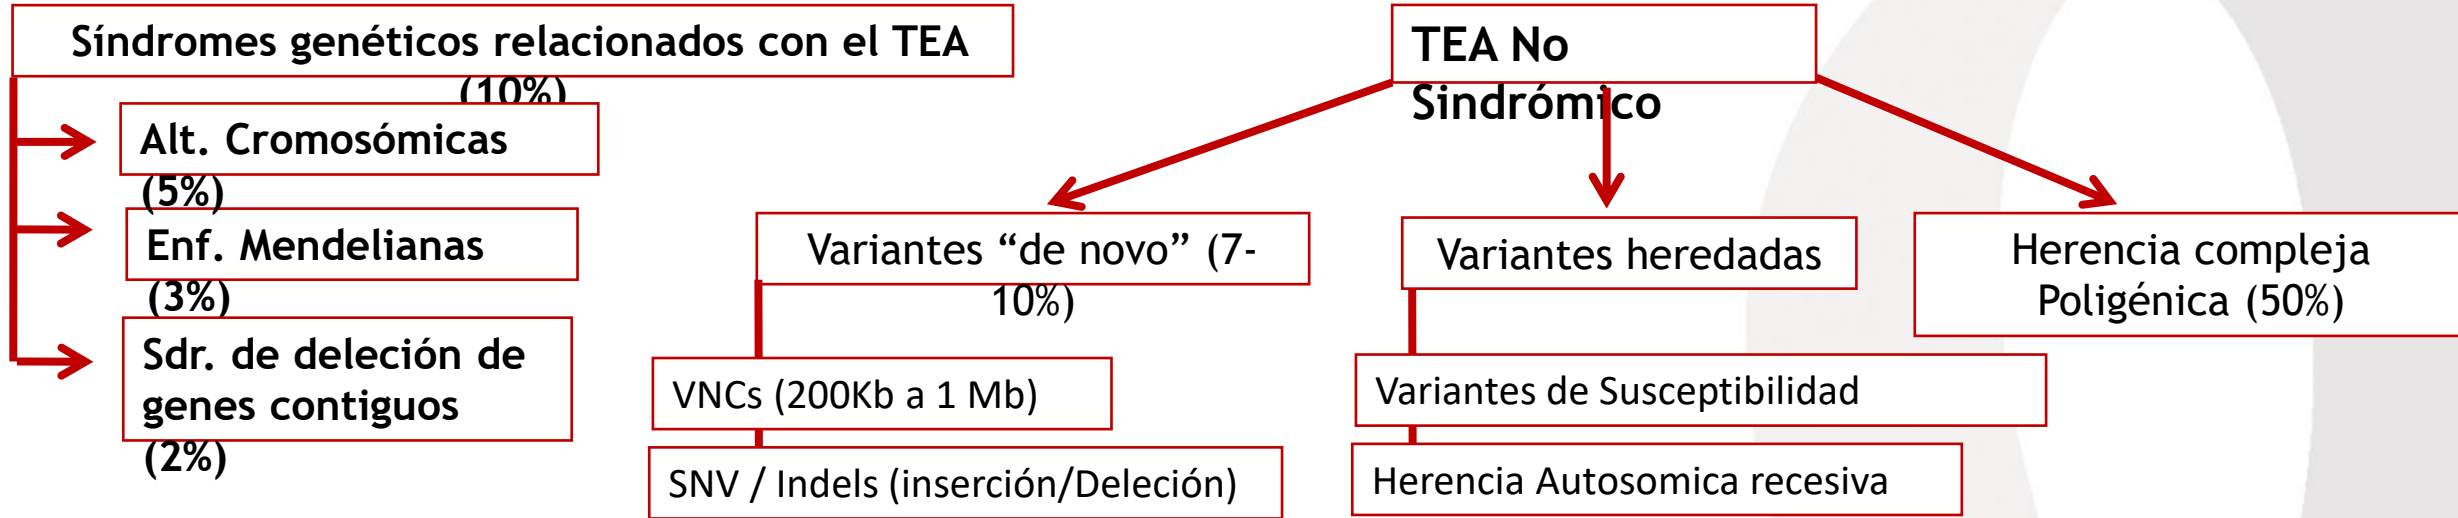 Síndromes genéticos relacionados con el TEA
(10%)
Alt. Cromosómicas
(5%)
Enf. Mendelianas
(3%)
Sdr. de deleción de
genes contiguos
(2%)
TEA No
Sindrómico
Variantes “de novo” (7-
10%)
VNCs (200Kb a 1 Mb)
SNV / Indels (inserción/Deleción)
Variantes heredadas
Variantes de Susceptibilidad
Herencia Autosomica recesiva
Herencia compleja
Poligénica (50%)